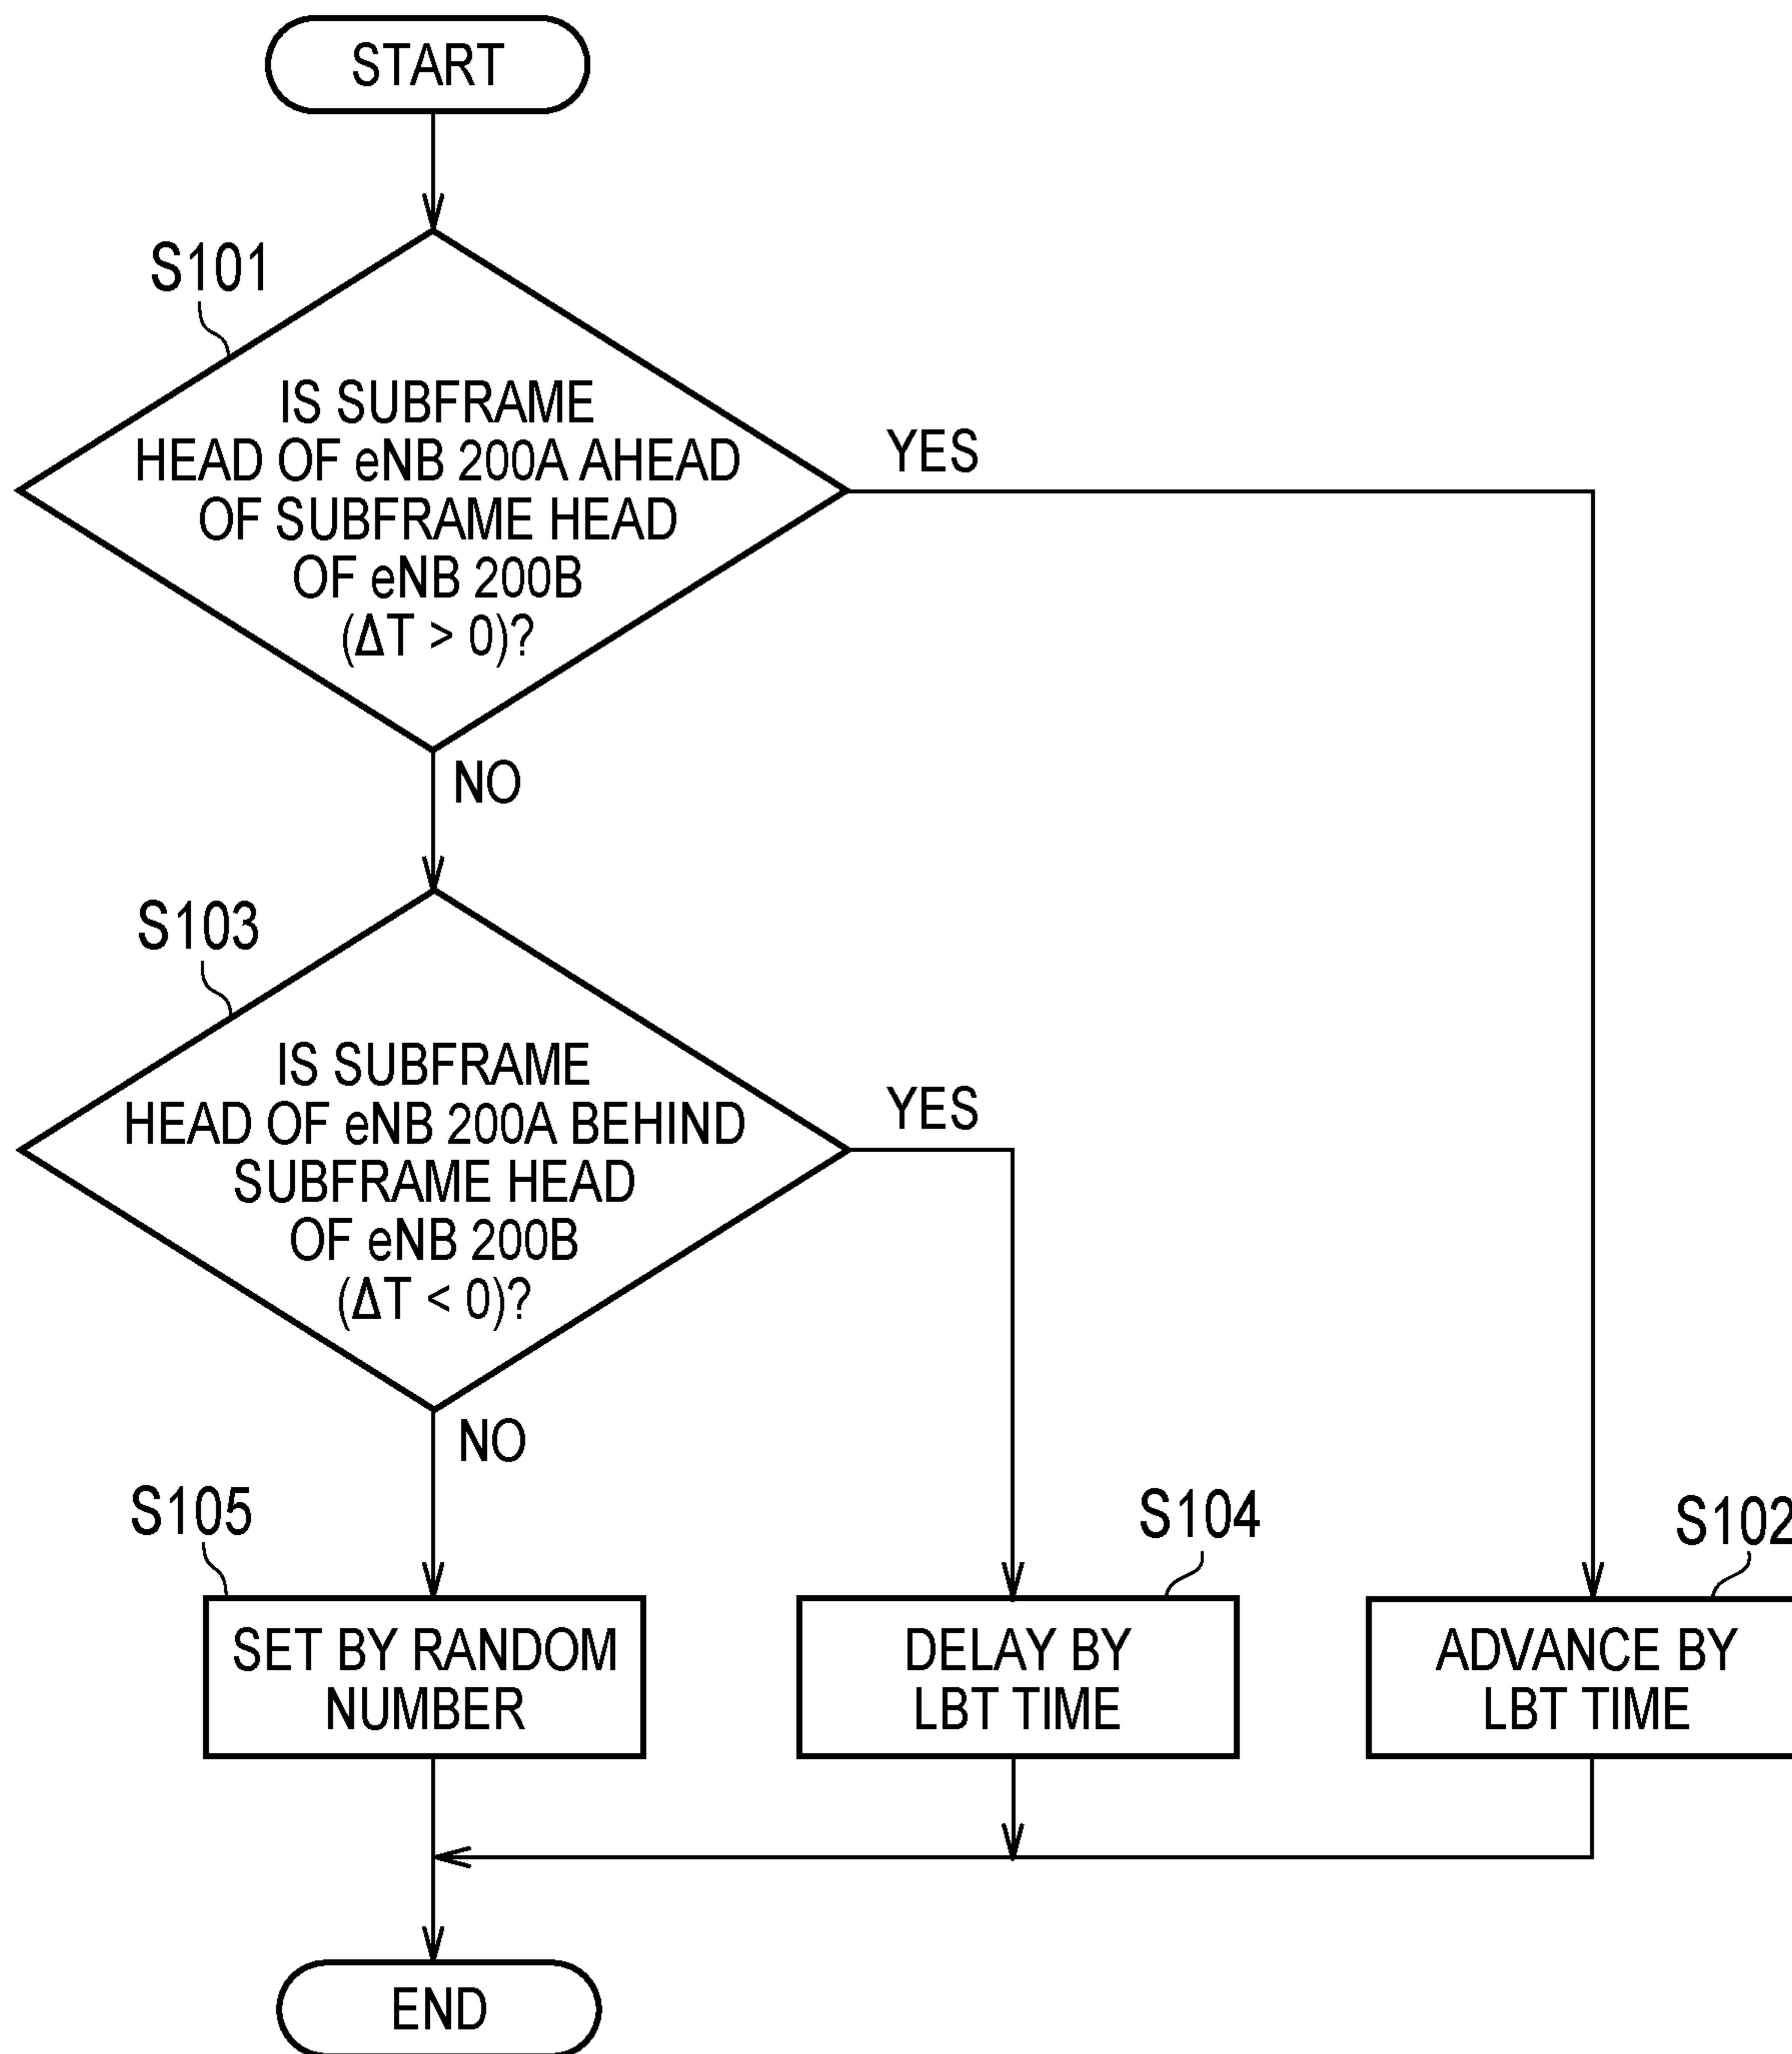 START
S101
IS SUBFRAME
HEAD OF eNB 200A AHEAD
OF SUBFRAME HEAD
OF eNB 200B
(ΔT > 0)?
YES
NO
S103
IS SUBFRAME
HEAD OF eNB 200A BEHIND
SUBFRAME HEAD
OF eNB 200B
(ΔT < 0)?
YES
NO
S105
SET BY RANDOM
NUMBER
S104
DELAY BY
LBT TIME
S102
ADVANCE BY
LBT TIME
END